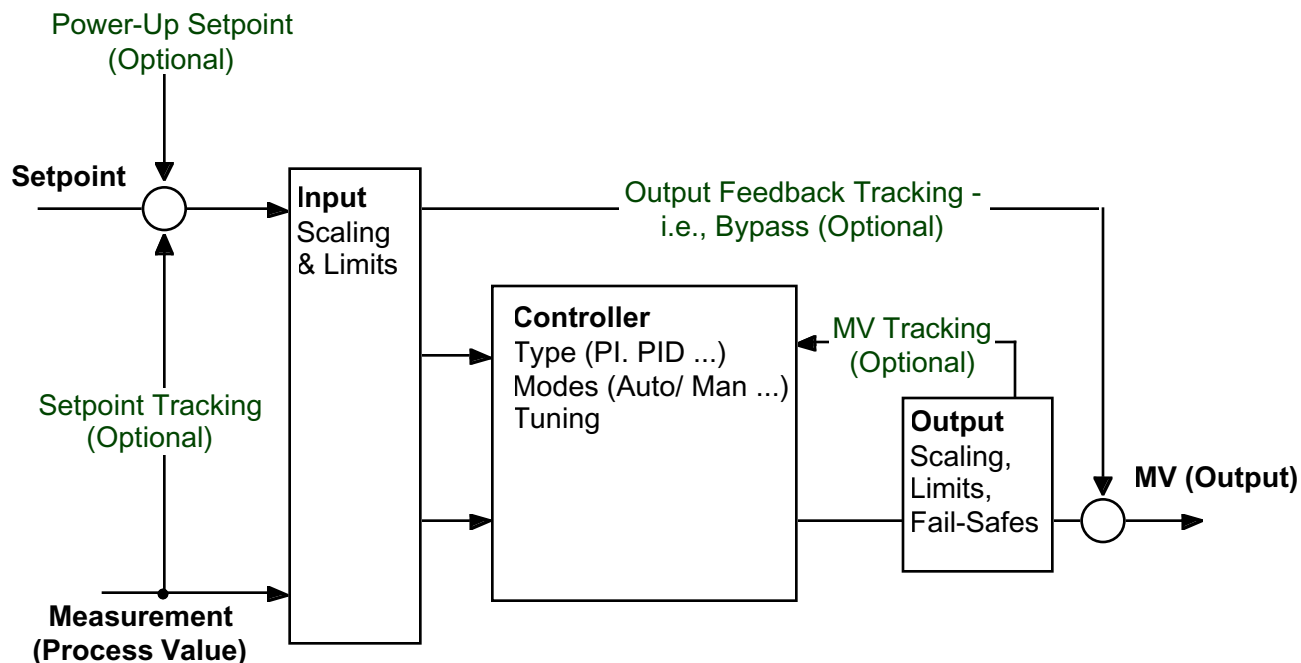 Power-Up Setpoint
(Optional)
Setpoint
Input
Scaling
& Limits
Output Feedback Tracking -
i.e., Bypass (Optional)
Controller
Type (PI. PID ...)
Modes (Auto/ Man ...)
Tuning
MV Tracking
(Optional)
Setpoint Tracking
(Optional)
Output
Scaling,
Limits,
Fail-Safes
MV (Output)
Measurement
(Process Value)